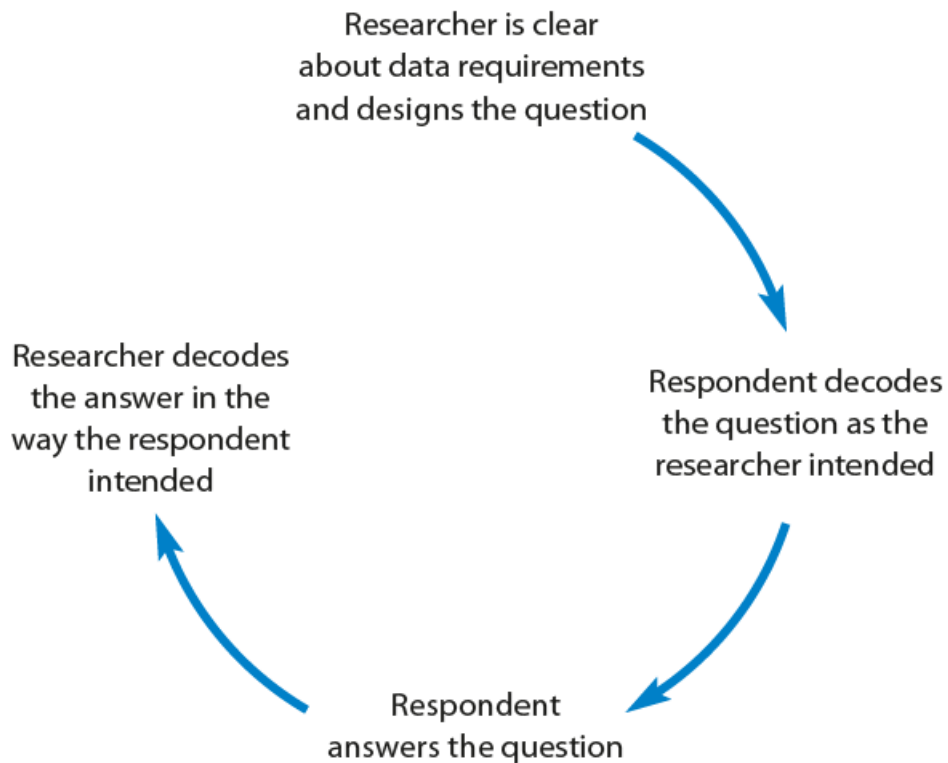 Researcher is clear
about data requirements
and designs the question
Respondent decodes
the question as the
researcher intended
Respondent
answers the question
Researcher decodes
the answer in the
way the respondent
intended